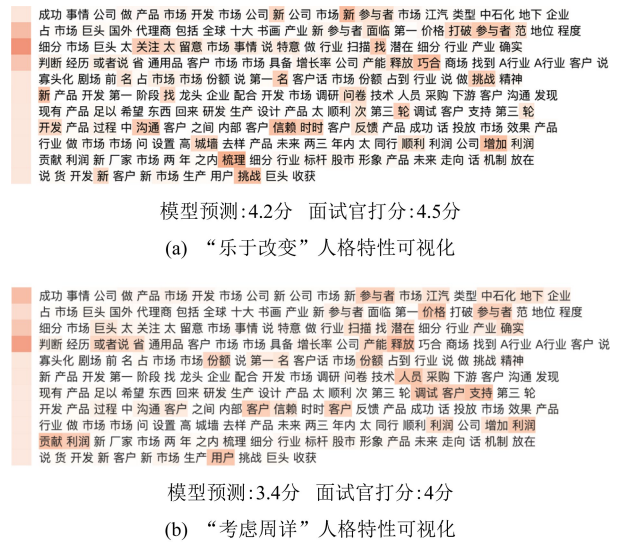 成功 事情 公司 做 产品 市场 开发 市场 公司 新 公司 市场 新 参与者 市场 江汽 类型 中石化 地下 企业
占 市场 巨头 国外 代理商 包括 全球 十大 书画 产业 新 参与者 面临 第一 价格 打破 参与者 范 地位 程度
细分 市场 巨头 太 关注 太 留意 市场 事情 说 特意 做 行业 扫描 找 潜在 细分 行业 产业 确实
判断 经历 或者说 省 通用品 客户 市场 市场 具备 增长率 公司 产能 释放 巧合 商场 找到 A行业 A行业 客户 说
寡头化 剧场 前 名 占 市场 市场 份额 说 第一 名 客户话 市场 份额 占到 行业 说 做 挑战 精神
新 产品 开发 第一 阶段 找 龙头 企业 配合 开发 市场 调研 问卷 技术 人员 采购 下游 客户 沟通 发现
现有 产品 足以 希望 东西 回来 研发 生产 设计 产品 太 顺利 次 第三 轮 调试 客户 支持 第三 轮
开发 产品 过程 中 沟通 客户 之间 内部 客户 信赖 时时 客户 反馈 产品 成功 话 投放 市场 效果 产品
行业 做 市场 市场 问 设置 高 城墙 去样 产品 未来 两三 年内 太 同行 顺利 利润 公司 增加 利润
贡献 利润 新 厂家 市场 两 年 之内 梳理 细分 行业 标杆 股市 形象 产品 未来 走向 话 机制 放在
说 货 开发 新 客户 新 市场 生产 用户 挑战 巨头 收获
模型预测:4.2分 面试官打分:4.5分
(a) “乐于改变”人格特性可视化
成功 事情 公司 做 产品 市场 开发 市场 公司 新 公司 市场 新 参与者 市场 江汽 类型 中石化 地下 企业
占 市场 巨头 国外 代理商 包括 全球 十大 书画 产业 新 参与者 面临 第一 价格 打破 参与者 范 地位 程度
细分 市场 巨头 太 关注 太 留意 市场 事情 说 特意 做 行业 扫描 找 潜在 细分 行业 产业 确实
判断 经历 或者说 省 通用品 客户 市场 市场 具备 增长率 公司 产能 释放 巧合 商场 找到 A行业 A行业 客户 说
寡头化 剧场 前 名 占 市场 市场 份额 说 第一 名 客户话 市场 份额 占到 行业 说 做 挑战 精神
新 产品 开发 第一 阶段 找 龙头 企业 配合 开发 市场 调研 问卷 技术 人员 采购 下游 客户 沟通 发现
现有 产品 足以 希望 东西 回来 研发 生产 设计 产品 太 顺利 次 第三 轮 调试 客户 支持 第三 轮
开发 产品 过程 中 沟通 客户 之间 内部 客户 信赖 时时 客户 反馈 产品 成功 话 投放 市场 效果 产品
行业 做 市场 市场 问 设置 高 城墙 去样 产品 未来 两三 年内 太 同行 顺利 利润 公司 增加 利润
贡献 利润 新 厂家 市场 两 年 之内 梳理 细分 行业 标杆 股市 形象 产品 未来 走向 话 机制 放在
说 货 开发 新 客户 新 市场 生产 用户 挑战 巨头 收获
模型预测:3.4分 面试官打分:4分
(b) “考虑周详”人格特性可视化